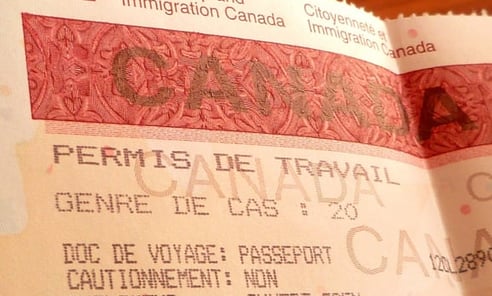 Immigration Canada
Citoyenneté et
Immigration Canada
CANADA
PERMIS DE TRAVAIL
CANADA
GENRE DE CAS : 20
DOC DE VOYAGE: PASSEPORT
CAUTIONNEMENT: NON